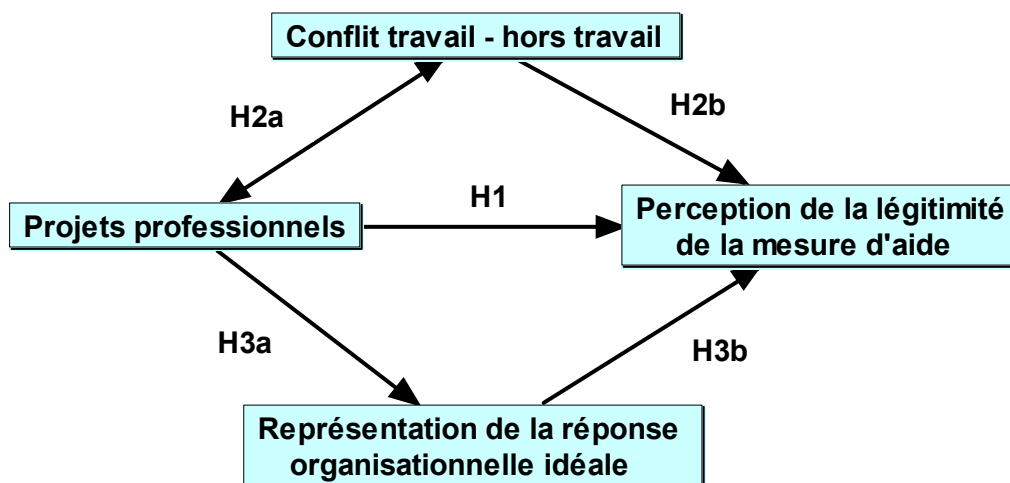 Conflit travail - hors travail
H2a
H2b
H1
Projets professionnels
Perception de la légitimité
de la mesure d'aide
H3a
H3b
Représentation de la réponse
organisationnelle idéale